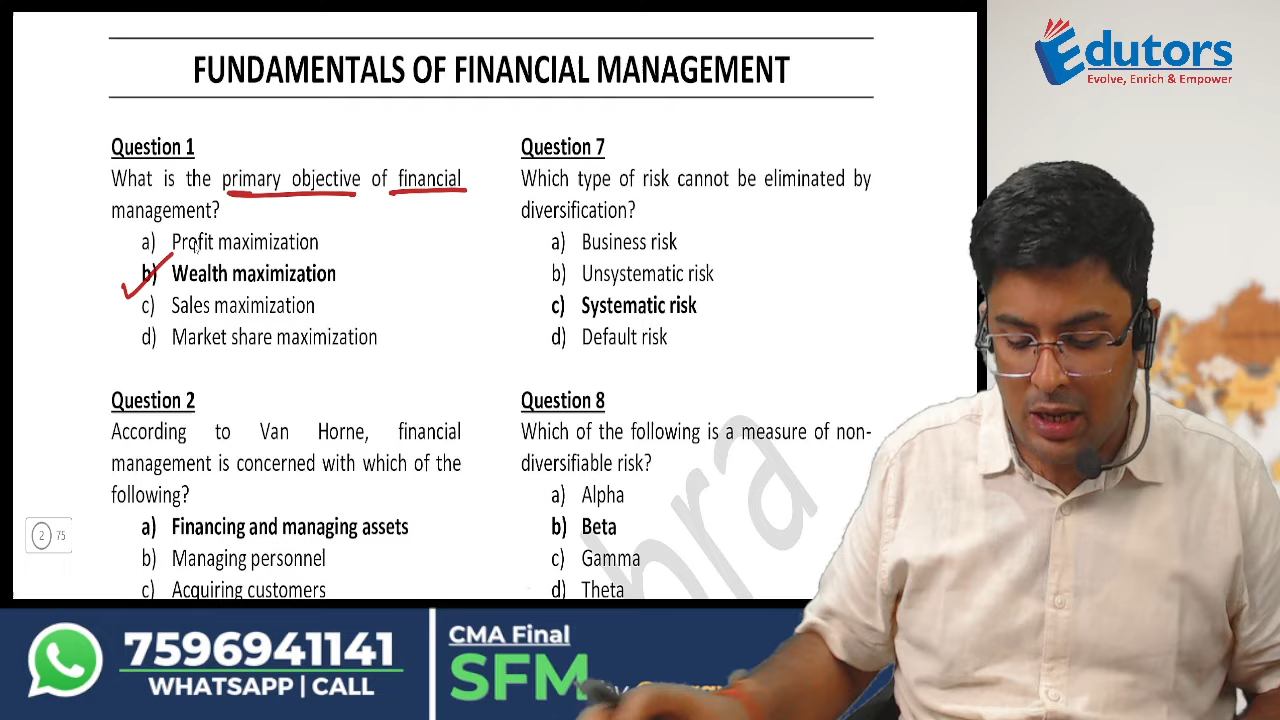 FUNDAMENTALS OF FINANCIAL MANAGEMENT
Question 1
What is the primary objective of financial
management?
a) Profit maximization
b) Wealth maximization
c) Sales maximization
d) Market share maximization
Question 2
According to Van Horne, financial
management is concerned with which of the
following?
a) Financing and managing assets
b) Managing personnel
c) Acquiring customers
2 75
Question 7
Which type of risk cannot be eliminated by
diversification?
a) Business risk
b) Unsystematic risk
c) Systematic risk
d) Default risk
Question 8
Which of the following is a measure of non-
diversifiable risk?
a) Alpha
b) Beta
c) Gamma
d) Theta
Edutors
Evolve, Enrich & Empower
7596941141
WHATSAPP | CALL
CMA Final
SFM